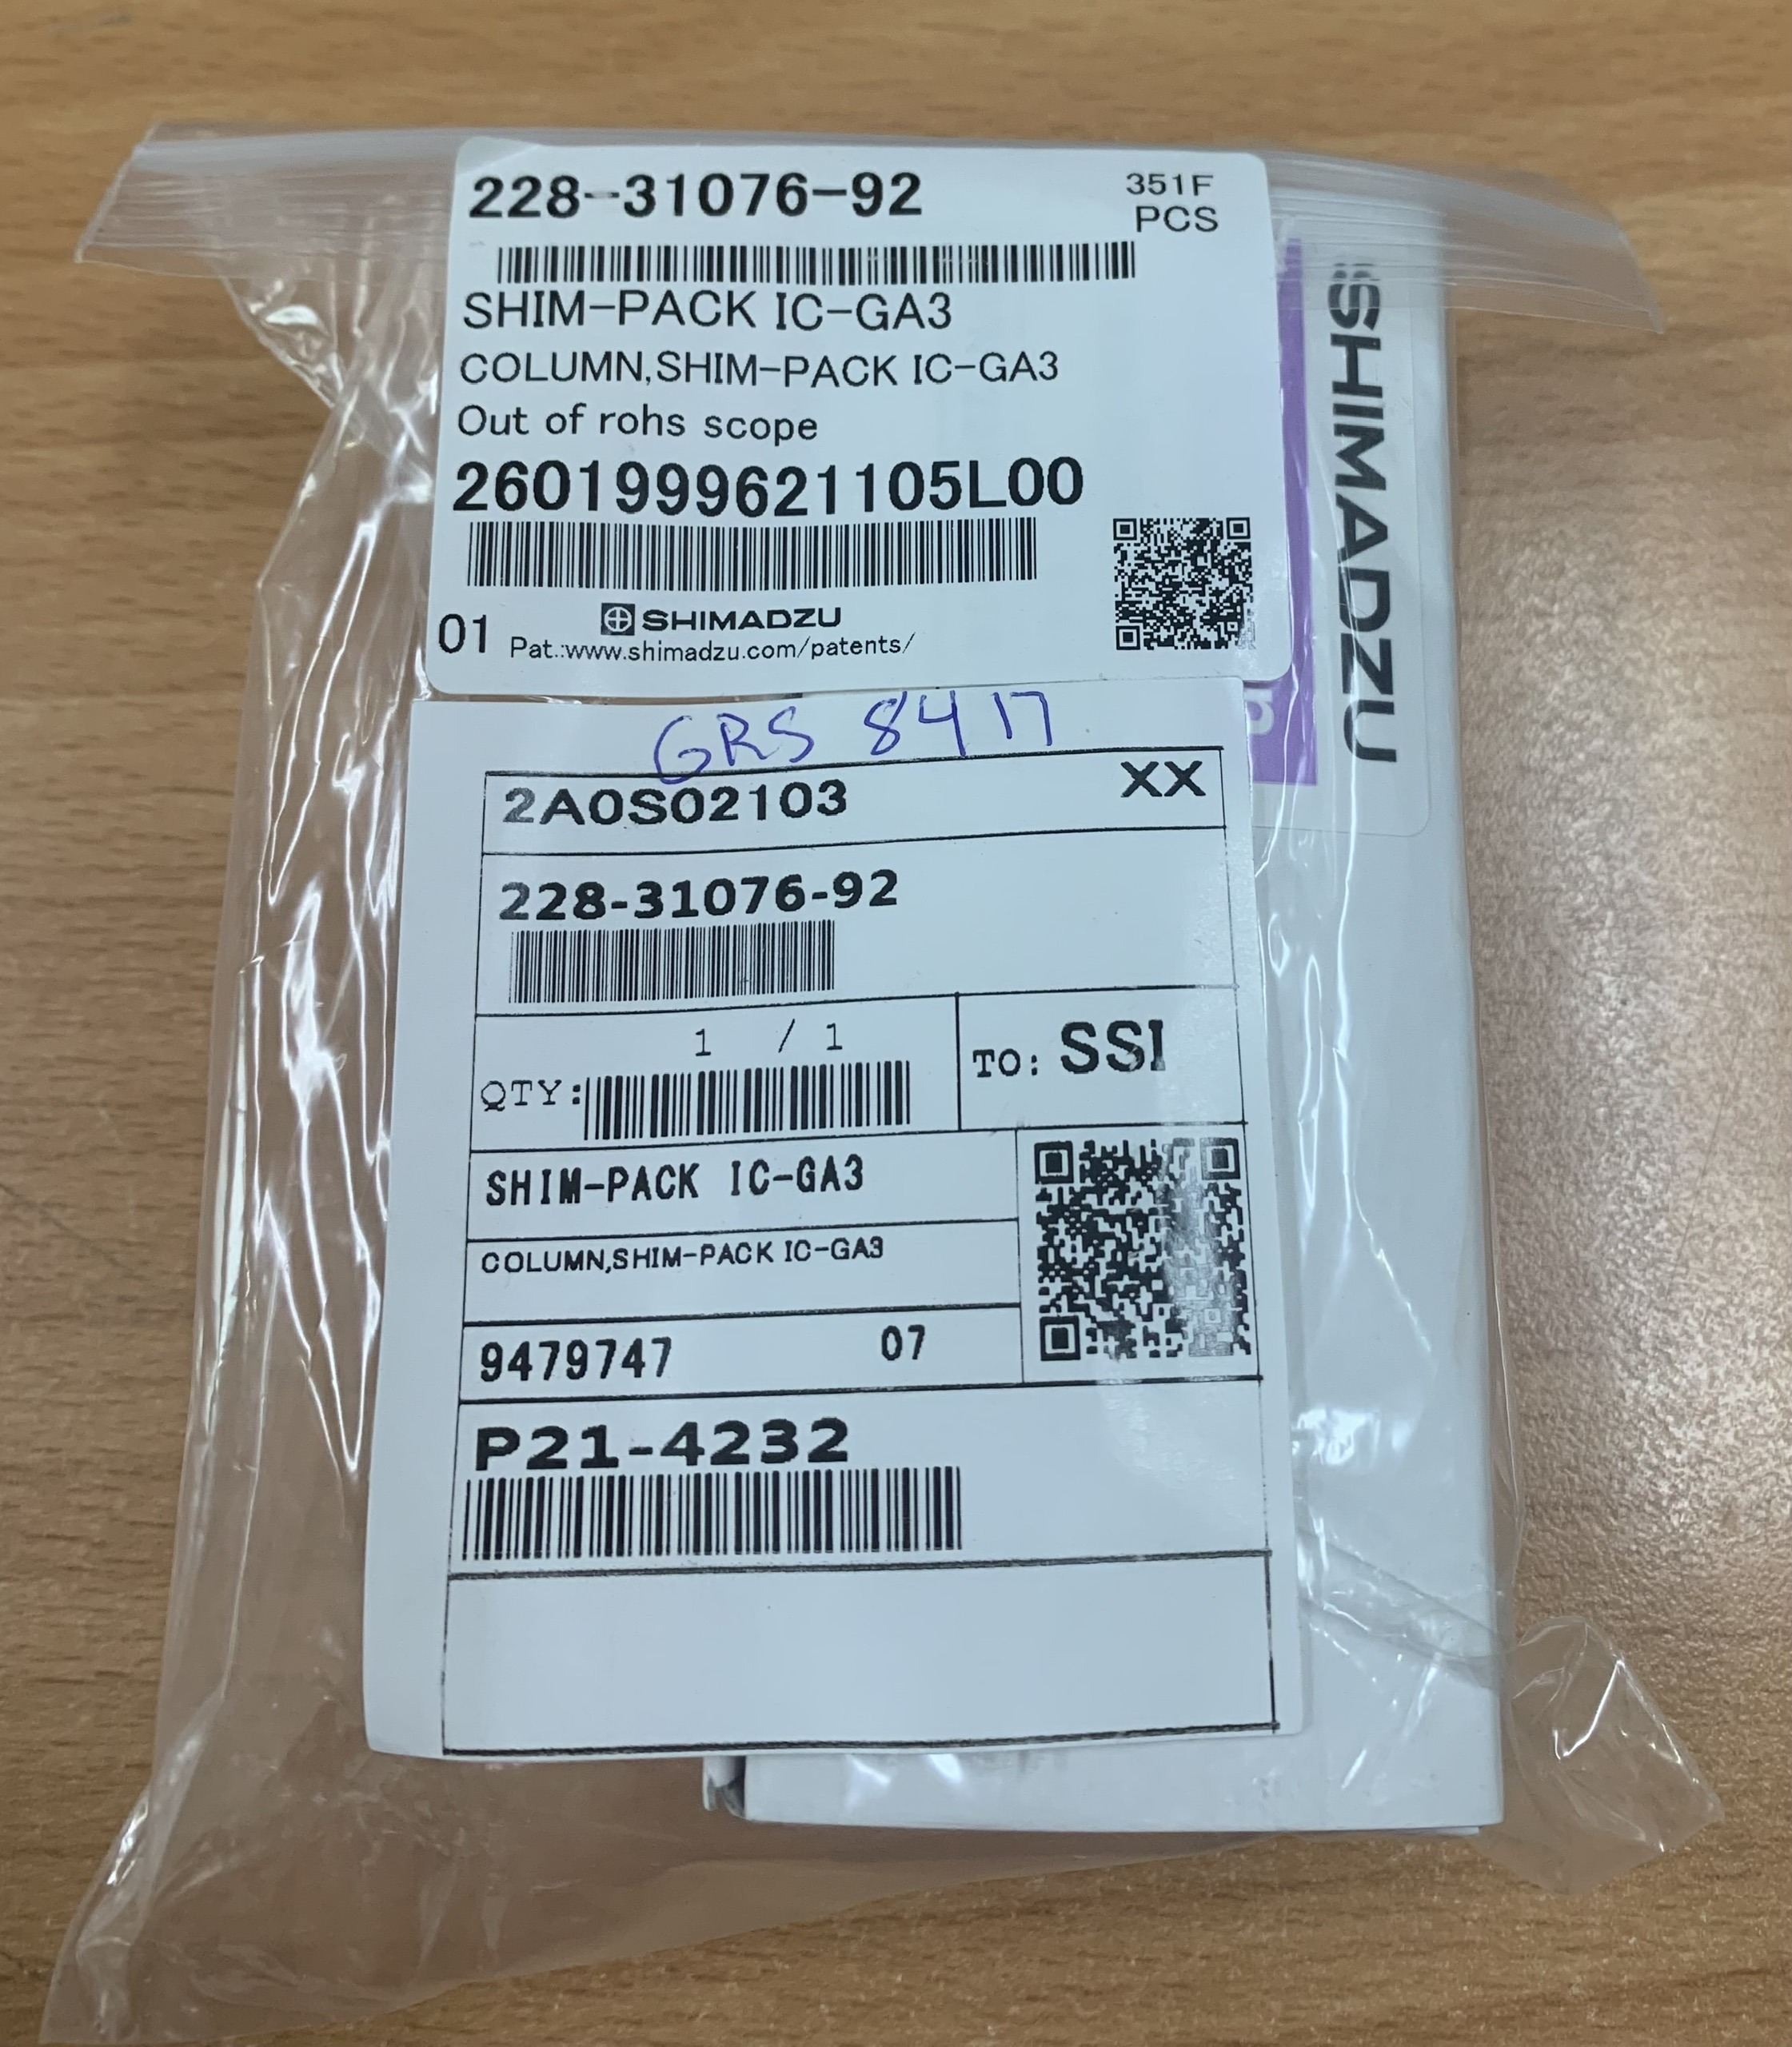 228-31076-92
351F
PCS
SHIM-PACK IC-GA3
COLUMN,SHIM-PACK IC-GA3
Out of rohs scope
2601999621105L00
01
SHIMADZU
Pat.:www.shimadzu.com/patents/
SHIMADZU
GRS 8417
2A0S02103
XX
228-31076-92
1 / 1
QTY:
TO: SSI
SHIM-PACK IC-GA3
COLUMN,SHIM-PACK IC-GA3
9479747
07
P21-4232